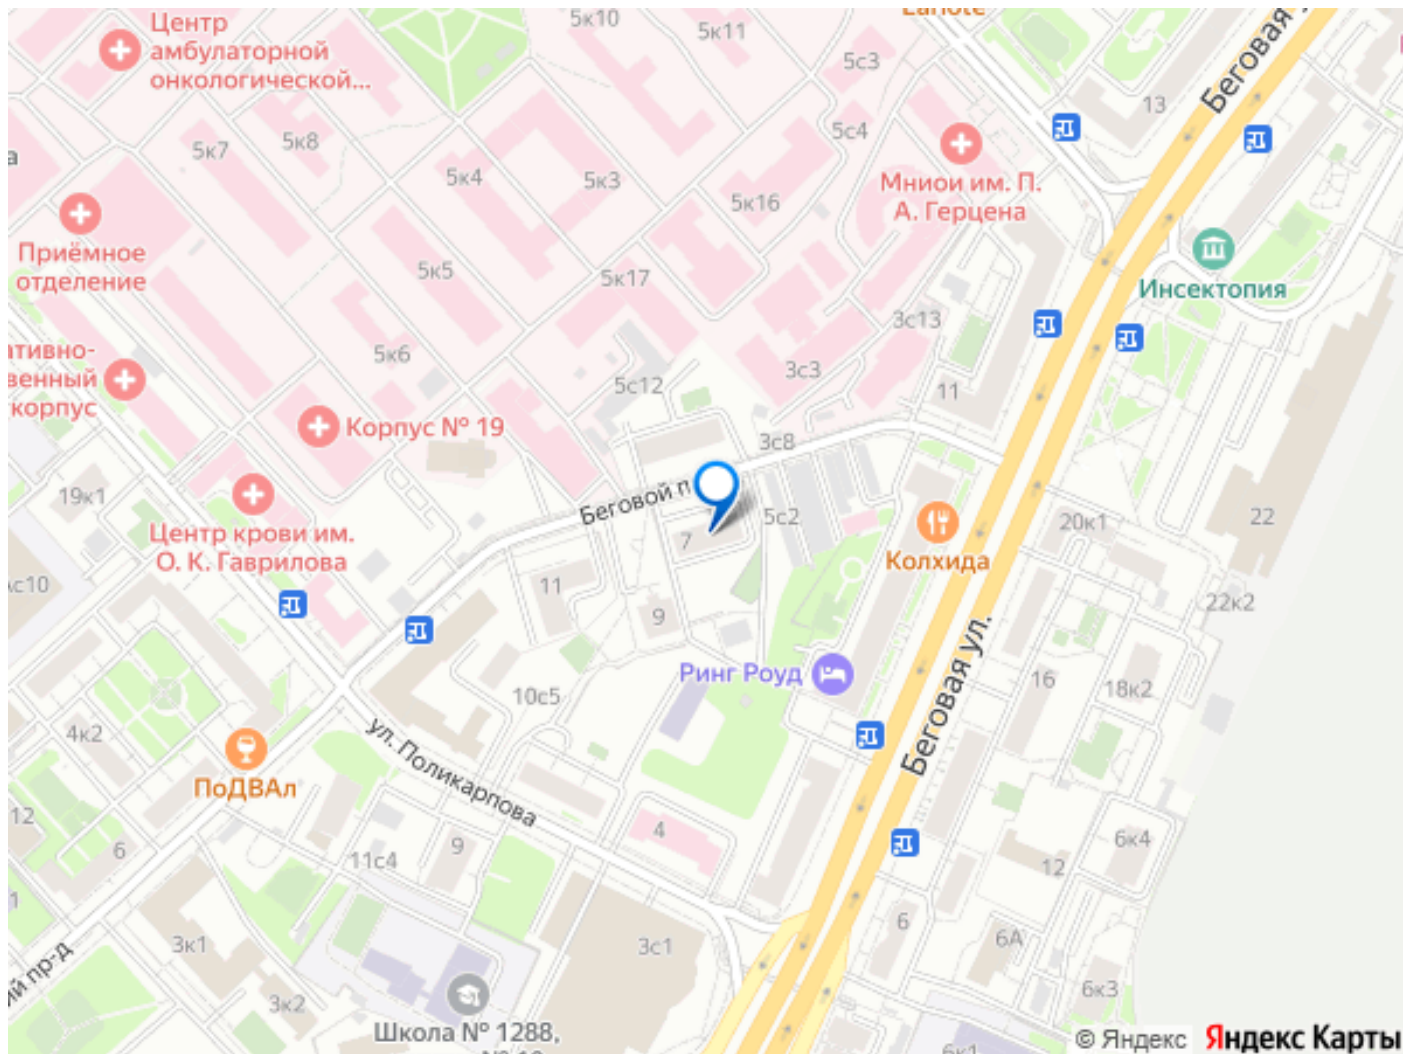 Центр
амбулаторной
онкологической...
5к10
5к11
5с3
Беговая
13
5с4
5к7
5к8
5к4
5к3
5к16
Мниои им. П.
А. Герцена
Приёмное
отделение
5к5
5к17
Инсектопия
3с13
5к6
3с3
5с12
11
корпус
Корпус № 19
3с8
19к1
Беговой п
5с2
Центр крови им.
О. К. Гаврилова
7
Колхида
20к1
22
11
9
22к2
Ринг Роуд
10с5
16
18к2
Беговая ул.
4к2
ул. Поликарпова
ПоДВАл
12
6
11с4
9
4
12
6к4
3к1
3с1
6
6А
3к2
6к3
Школа № 1288,
© Яндекс
Яндекс Карты